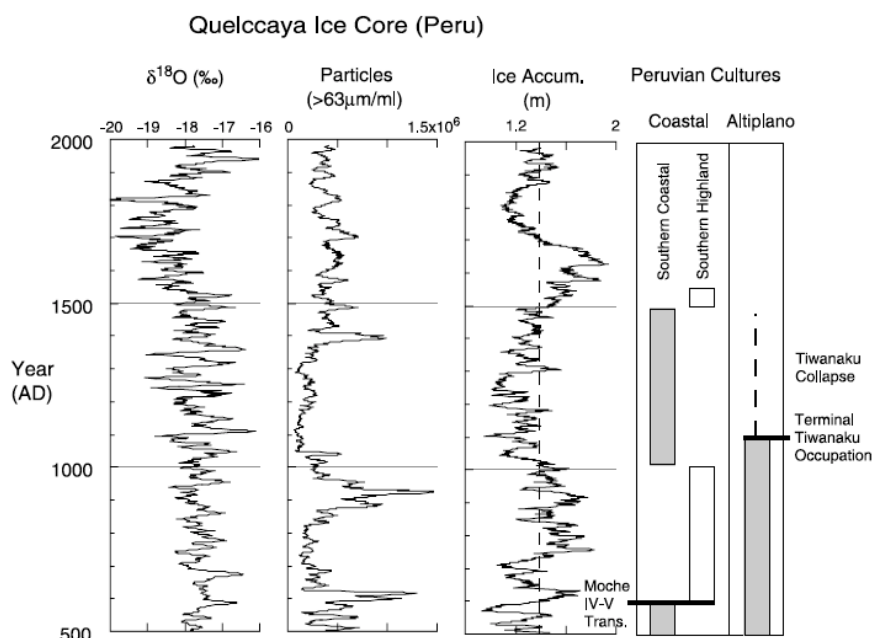 Quelccaya Ice Core (Peru)
δ18O (‰)
Particles
(>63μm/ml)
Ice Accum.
(m)
Peruvian Cultures
Coastal Altiplano
-20 -19 -18 -17 -16
0 1.5x10⁶
1.2 2
2000
1500
Year
(AD)
1000
500
Southern Coastal
Southern Highland
Tiwanaku
Collapse
Terminal
Tiwanaku
Occupation
Moche
IV-V
Trans.